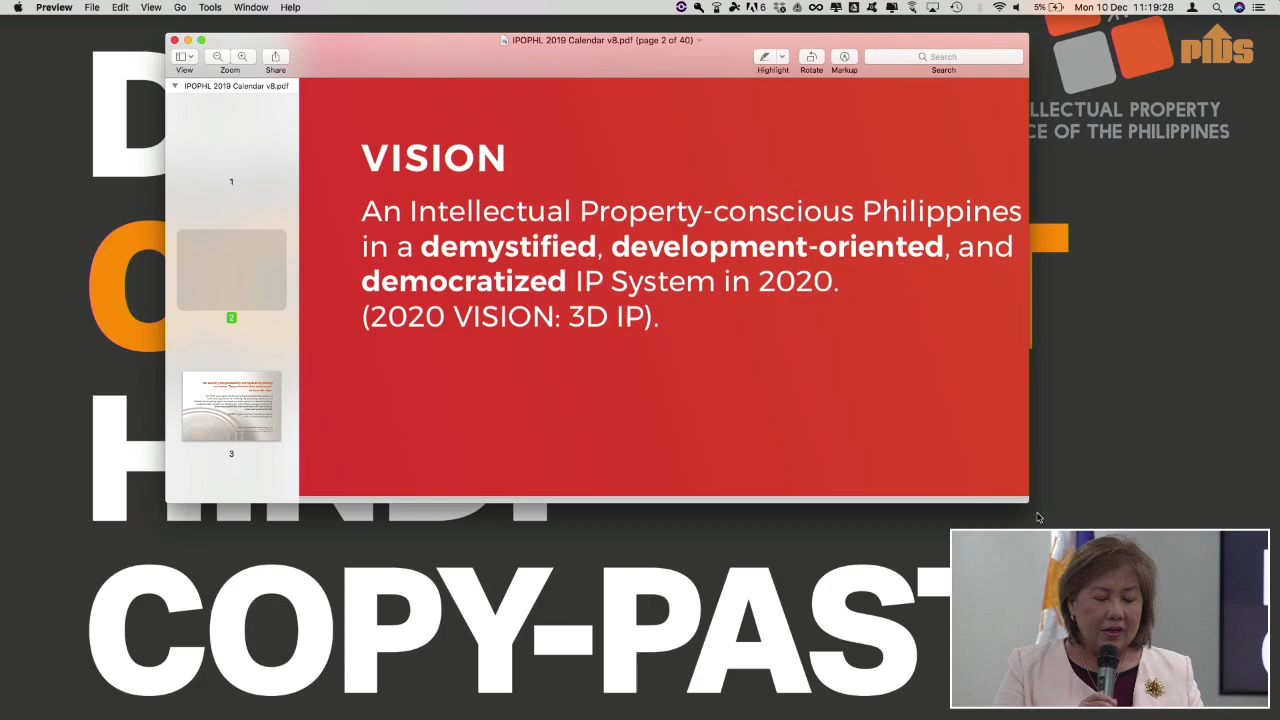 Preview File Edit View Go Tools Window Help
6 5% Mon 10 Dec 11:19:28
IPOPHL 2019 Calendar v8.pdf (page 2 of 40)
View Zoom Share Highlight Rotate Markup Search
Search
IPOPHL 2019 Calendar v8.pdf
1
2
3
VISION
An Intellectual Property-conscious Philippines
in a demystified, development-oriented, and
democratized IP System in 2020.
(2020 VISION: 3D IP).
PIDS
LLECTUAL PROPERTY
CE OF THE PHILIPPINES
D
HINDI
COPY-PAST